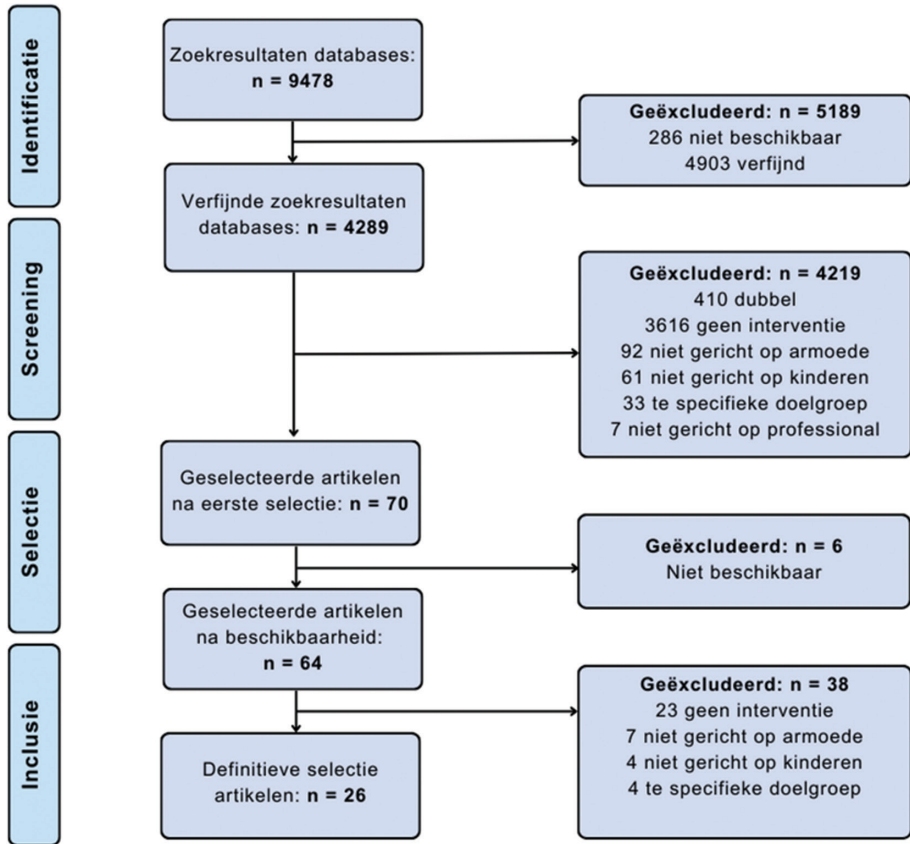 Identificatie
Zoekresultaten databases:
n = 9478
Geëxcludeerd: n = 5189
286 niet beschikbaar
4903 verfijnd
Verfijnde zoekresultaten
databases: n = 4289
Screening
Geëxcludeerd: n = 4219
410 dubbel
3616 geen interventie
92 niet gericht op armoede
61 niet gericht op kinderen
33 te specifieke doelgroep
7 niet gericht op professional
Selectie
Geselecteerde artikelen
na eerste selectie: n = 70
Geëxcludeerd: n = 6
Niet beschikbaar
Geselecteerde artikelen
na beschikbaarheid:
n = 64
Inclusie
Geëxcludeerd: n = 38
23 geen interventie
7 niet gericht op armoede
4 niet gericht op kinderen
4 te specifieke doelgroep
Definitieve selectie
artikelen: n = 26